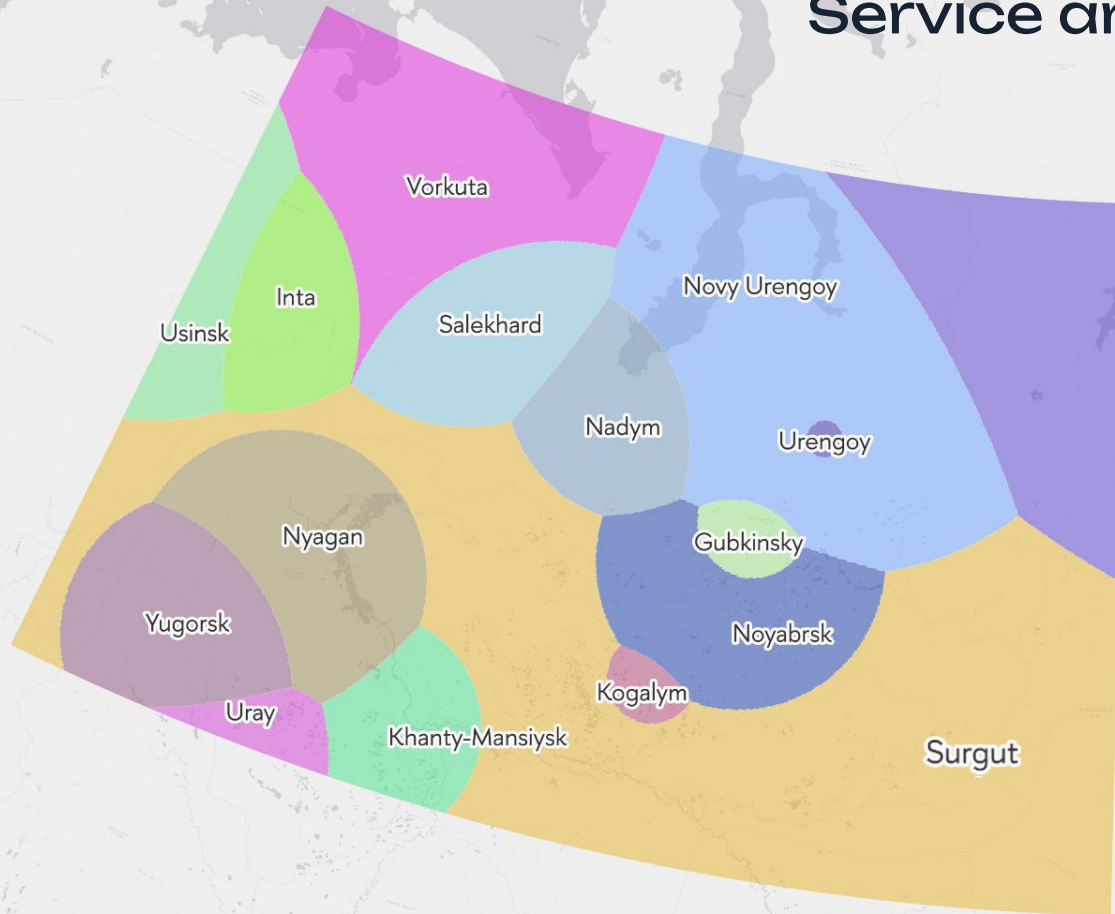 Service ar
Vorkuta
Novy Urengoy
Inta
Salekhard
Usinsk
Nadym
Urengoy
Nyagan
Gubkinsky
Yugorsk
Noyabrsk
Kogalym
Uray
Khanty-Mansiysk
Surgut